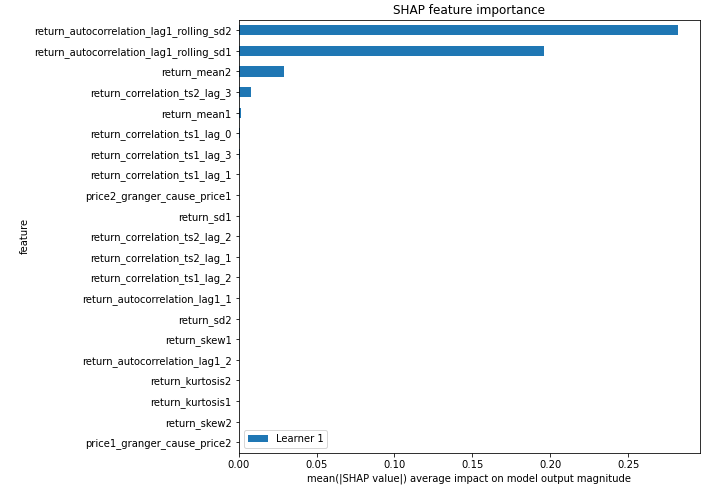 SHAP feature importance
return_autocorrelation_lag1_rolling_sd2
return_autocorrelation_lag1_rolling_sd1
return_mean2
return_correlation_ts2_lag_3
return_mean1
return_correlation_ts1_lag_0
return_correlation_ts1_lag_3
return_correlation_ts1_lag_1
price2_granger_cause_price1
return_sd1
return_correlation_ts2_lag_2
return_correlation_ts2_lag_1
return_correlation_ts1_lag_2
return_autocorrelation_lag1_1
return_sd2
return_skew1
return_autocorrelation_lag1_2
return_kurtosis2
return_kurtosis1
return_skew2
price1_granger_cause_price2
feature
Learner 1
0.00 0.05 0.10 0.15 0.20 0.25
mean(|SHAP value|) average impact on model output magnitude